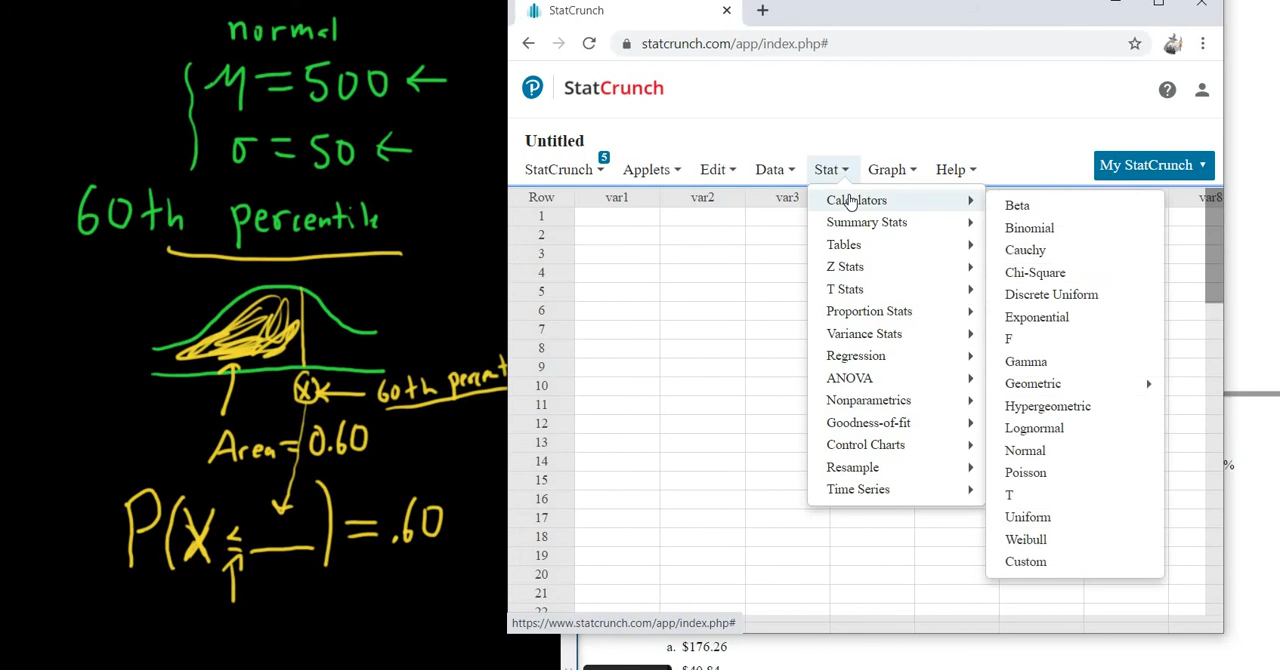 normal
μ = 500 ←
σ = 50 ←
60th percentile
x ← 60th percent
Area = 0.60
P(X ≤ __) = .60
StatCrunch
statcrunch.com/app/index.php#
P StatCrunch
Untitled
StatCrunch 5 Applets Edit Data Stat Graph Help My StatCrunch
Row var1 var2 var3 var8
1
2
3
4
5
6
7
8
9
10
11
12
13
14
15
16
17
18
19
20
21
22
Calculators
Summary Stats
Tables
Z Stats
T Stats
Proportion Stats
Variance Stats
Regression
ANOVA
Nonparametrics
Goodness-of-fit
Control Charts
Resample
Time Series
Beta
Binomial
Cauchy
Chi-Square
Discrete Uniform
Exponential
F
Gamma
Geometric
Hypergeometric
Lognormal
Normal
Poisson
T
Uniform
Weibull
Custom
%
https://www.statcrunch.com/app/index.php#
a. $176.26